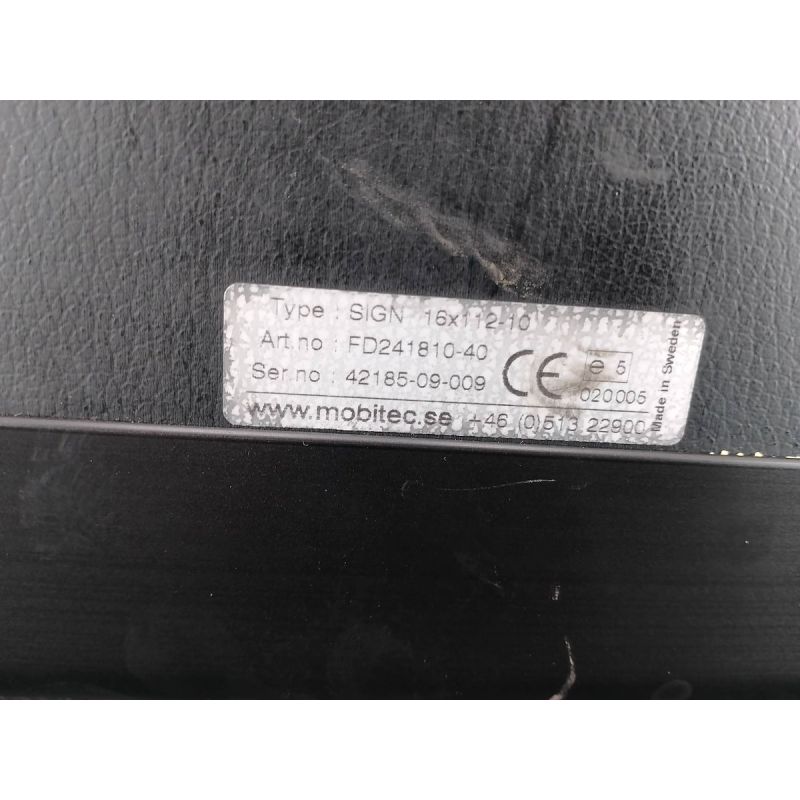 Type : SIGN 16x112-10
Art.no : FD241810-40
Ser.no : 42185-09-009
CE
e 5
020005
www.mobitec.se +46 (0)513 22900
Made in Sweden